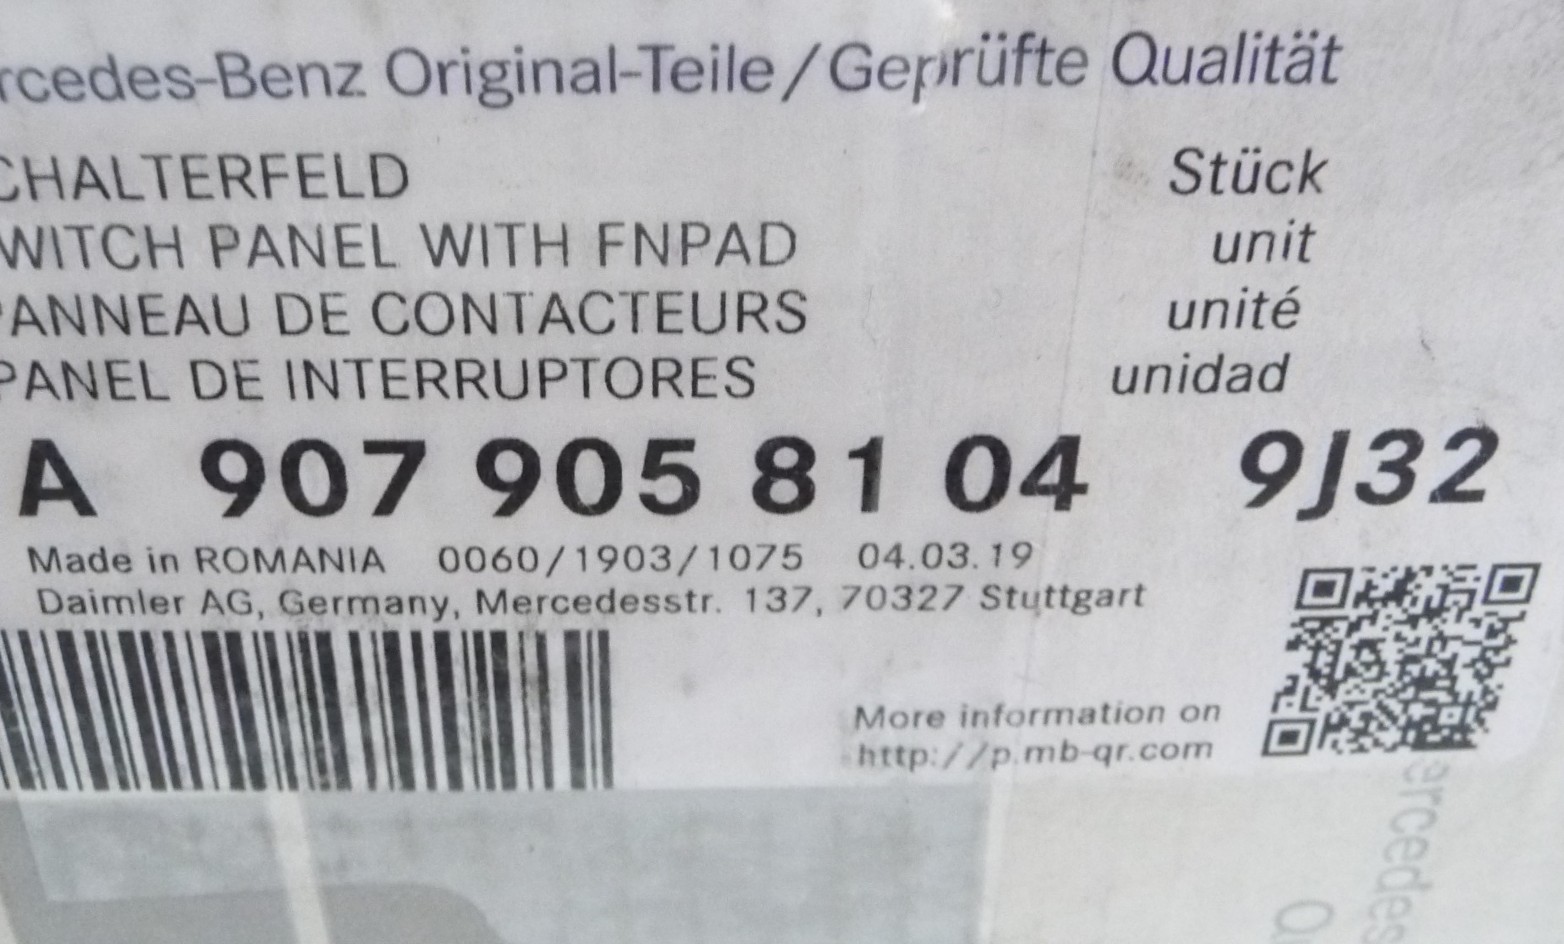 rcedes-Benz Original-Teile/Geprüfte Qualität
CHALTERFELD Stück
WITCH PANEL WITH FNPAD unit
PANNEAU DE CONTACTEURS unité
PANEL DE INTERRUPTORES unidad
A 907 905 81 04 9J32
Made in ROMANIA 0060/1903/1075 04.03.19
Daimler AG, Germany, Mercedesstr. 137, 70327 Stuttgart
More information on
http://p.mb-qr.com
arcedes
Q